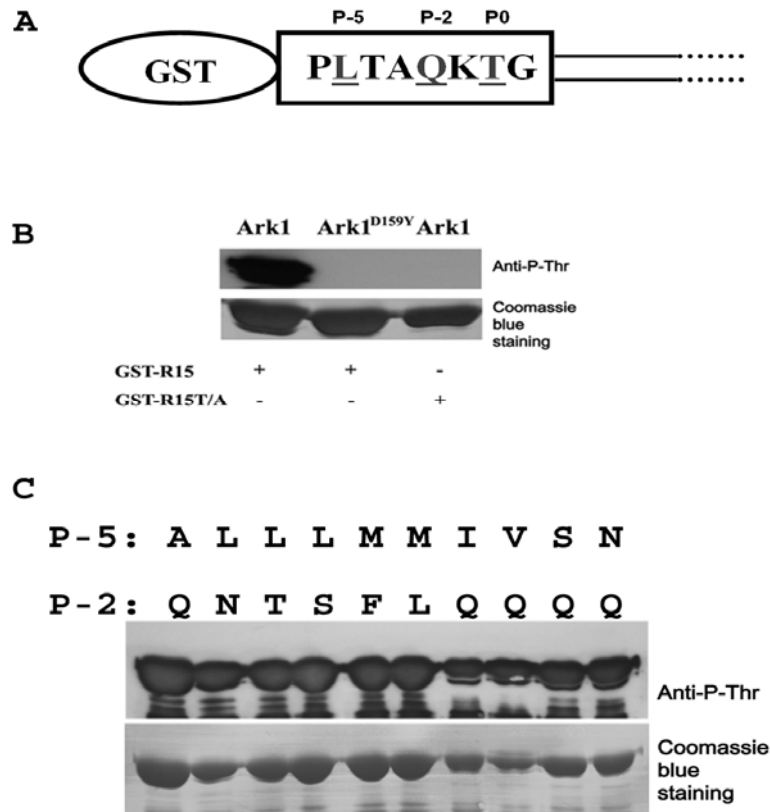 A
P-5 P-2 P0
GST PLTAQKTG
B
Ark1 Ark1D159Y Ark1
Anti-P-Thr
Coomassie
blue
staining
GST-R15 + + -
GST-R15T/A - - +
C
P-5: A L L L M M I V S N
P-2: Q N T S F L Q Q Q Q
Anti-P-Thr
Coomassie
blue
staining